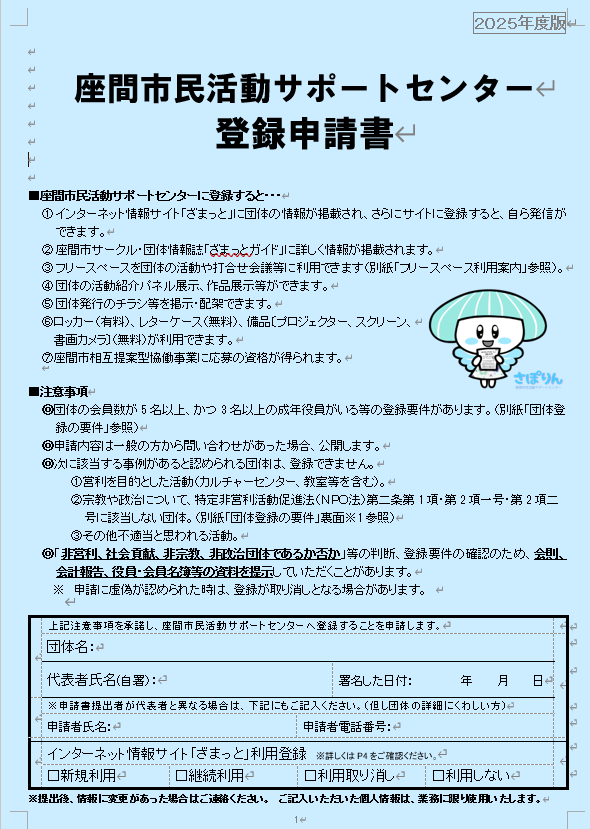 2025年度版
座間市民活動サポートセンター
登録申請書
■座間市民活動サポートセンターに登録すると・・・
①インターネット情報サイト「ざまっと」に団体の情報が掲載され、さらにサイトに登録すると、自ら発信が
できます。
②座間市サークル・団体情報誌「ざまっとガイド」に詳しく情報が掲載されます。
③フリースペースを団体の活動や打合せ会議等に利用できます（別紙「フリースペース利用案内」参照）。
④団体の活動紹介パネル展示、作品展示等ができます。
⑤団体発行のチラシ等を掲示・配架できます。
⑥ロッカー（有料）、レターケース（無料）、備品〔プロジェクター、スクリーン、
書画カメラ〕（無料）が利用できます。
⑦座間市相互提案型協働事業に応募の資格が得られます。
さぽりん
■注意事項
団体の会員数が5名以上、かつ3名以上の成年役員がいる等の登録要件があります。（別紙「団体登
録の要件」参照）
申請内容は一般の方から問い合わせがあった場合、公開します。
次に該当する事例があると認められる団体は、登録できません。
①営利を目的とした活動（カルチャーセンター、教室等を含む）。
②宗教や政治について、特定非営利活動促進法（NPO法）第二条第1項・第2項一号・第2項二
号に該当しない団体。（別紙「団体登録の要件」裏面※1参照）
③その他不適当と思われる活動。
「非営利、社会貢献、非宗教、非政治団体であるか否か」等の判断、登録要件の確認のため、会則、
会計報告、役員・会員名簿等の資料を提示していただくことがあります。
※ 申請に虚偽が認められた時は、登録が取り消しとなる場合があります。
上記注意事項を承諾し、座間市民活動サポートセンターへ登録することを申請します。
団体名：
代表者氏名（自署）： 署名した日付： 年 月 日
※申請書提出者が代表者と異なる場合は、下記にもご記入ください。（但し団体の詳細にくわしい方）
申請者氏名： 申請者電話番号：
インターネット情報サイト「ざまっと」利用登録 ※詳しくはP4をご確認ください。
□新規利用 □継続利用 □利用取り消し □利用しない
※提出後、情報に変更があった場合はご連絡ください。 ご記入いただいた個人情報は、業務に限り使用いたします。
1